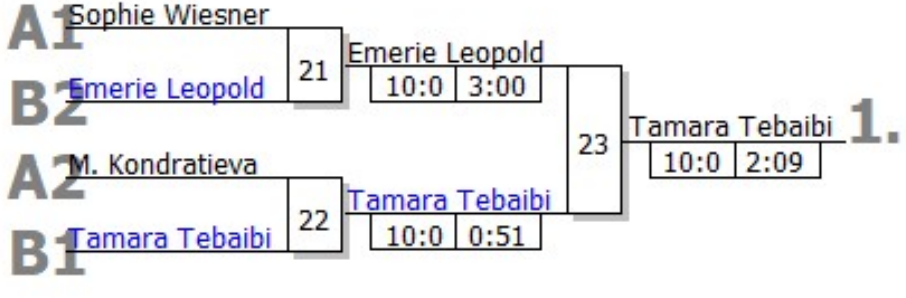 A1 Sophie Wiesner
21
Emerie Leopold
10:0 3:00
B2 Emerie Leopold
23
Tamara Tebaibi 1.
10:0 2:09
A2 M. Kondratieva
22
Tamara Tebaibi
10:0 0:51
B1 Tamara Tebaibi